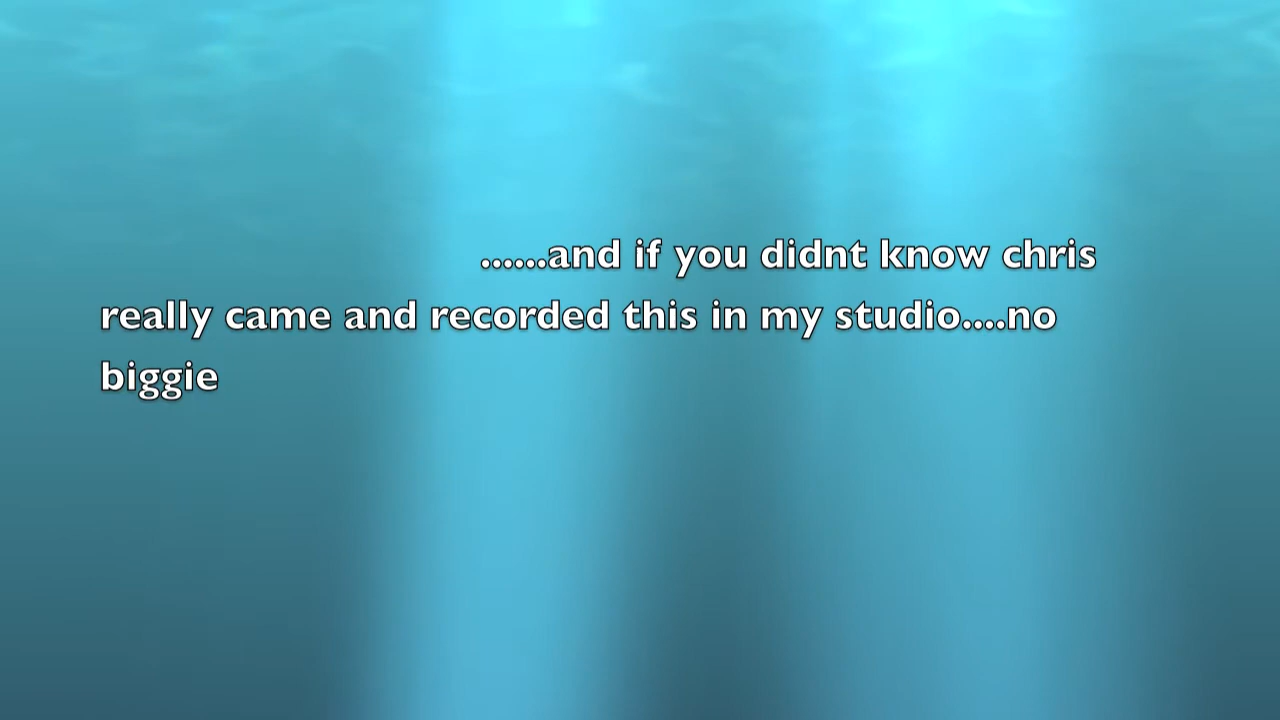 ......and if you didnt know chris
really came and recorded this in my studio....no
biggie